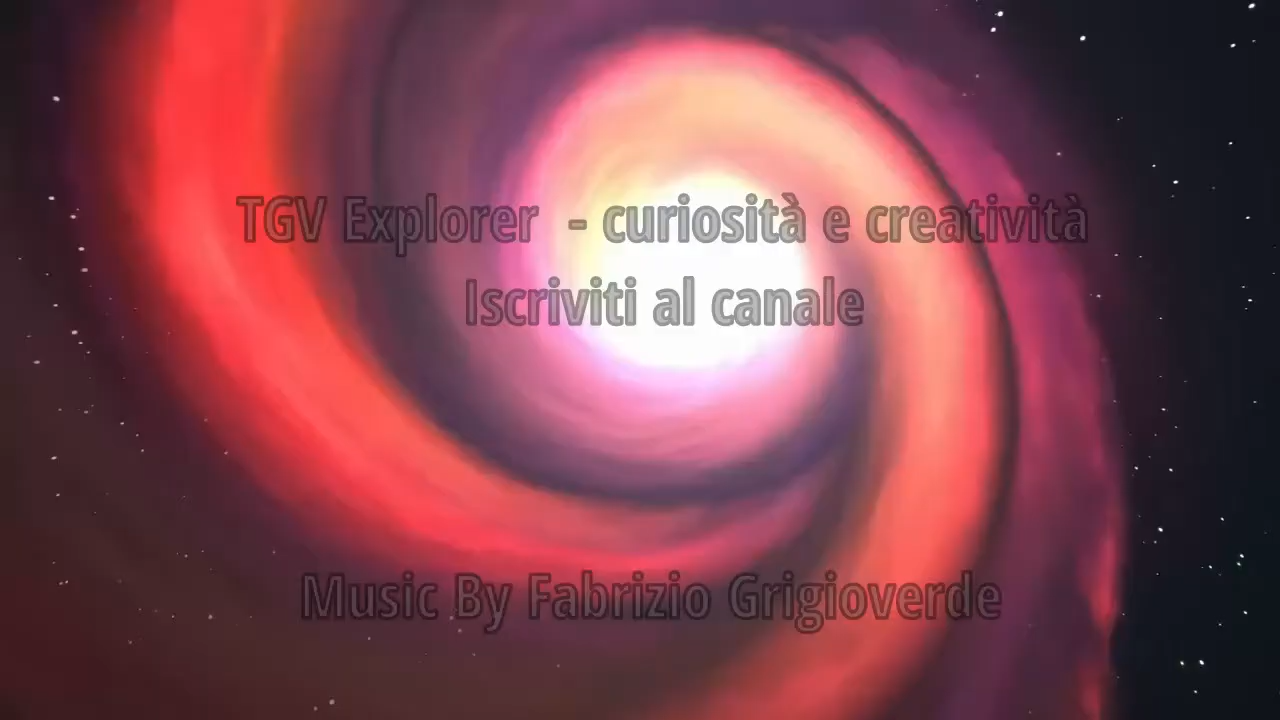 TGV Explorer - curiosità e creatività
Iscriviti al canale
Music By Fabrizio Grigioverde